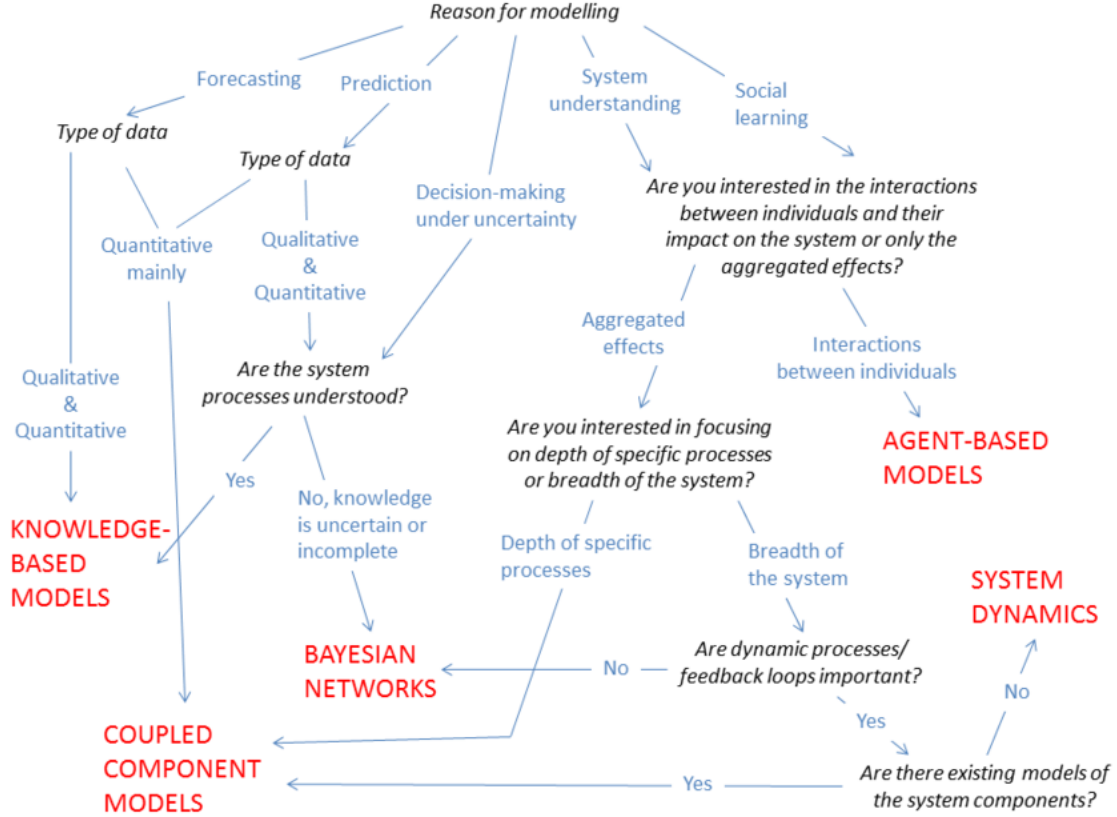 Reason for modelling
Forecasting
Prediction
System
understanding
Social
learning
Type of data
Type of data
Decision-making
under uncertainty
Are you interested in the interactions
between individuals and their
impact on the system or only the
aggregated effects?
Quantitative
mainly
Qualitative
&
Quantitative
Aggregated
effects
Interactions
between individuals
Qualitative
&
Quantitative
Are the system
processes understood?
Are you interested in focusing
on depth of specific processes
or breadth of the system?
AGENT-BASED
MODELS
Yes
No, knowledge
is uncertain or
incomplete
Depth of specific
processes
Breadth of
the system
KNOWLEDGE-
BASED
MODELS
SYSTEM
DYNAMICS
BAYESIAN
NETWORKS
No
Are dynamic processes/
feedback loops important?
No
Yes
COUPLED
COMPONENT
MODELS
Yes
Are there existing models of
the system components?